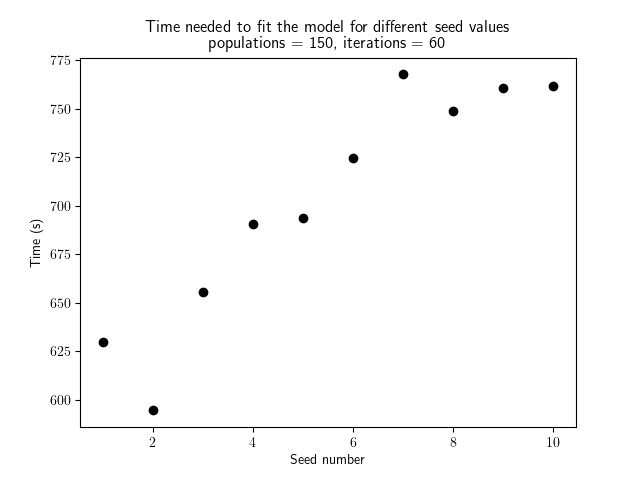 Time needed to fit the model for different seed values
populations = 150, iterations = 60
775
750
725
700
675
650
625
600
Time (s)
2 4 6 8 10
Seed number